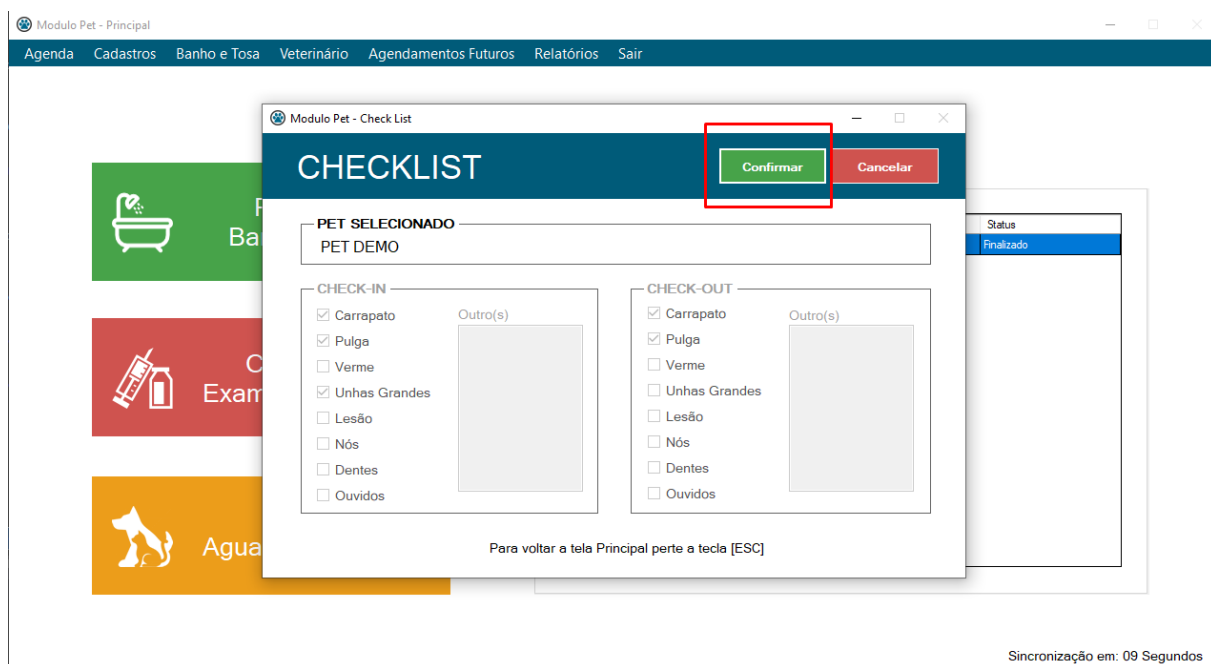 Modulo Pet - Principal
Agenda Cadastros Banho e Tosa Veterinário Agendamentos Futuros Relatórios Sair
Modulo Pet - Check List
CHECKLIST
Confirmar Cancelar
PET SELECIONADO
PET DEMO
CHECK-IN
Carrapato
Pulga
Verme
Unhas Grandes
Lesão
Nós
Dentes
Ouvidos
Outro(s)
CHECK-OUT
Carrapato
Pulga
Verme
Unhas Grandes
Lesão
Nós
Dentes
Ouvidos
Outro(s)
Para voltar a tela Principal perte a tecla [ESC]
Status
Finalizado
Sincronização em: 09 Segundos